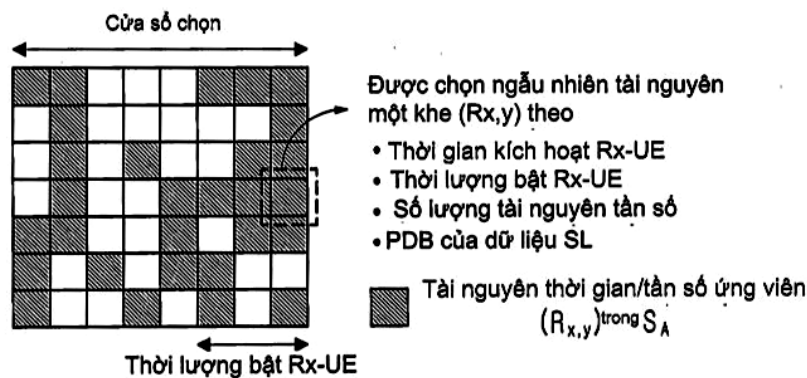 Cửa sổ chọn
Được chọn ngẫu nhiên tài nguyên
một khe (Rx,y) theo
• Thời gian kích hoạt Rx-UE
• Thời lượng bật Rx-UE
• Số lượng tài nguyên tần số
• PDB của dữ liệu SL
Tài nguyên thời gian/tần số ứng viên
(Rx,y) trong SA
Thời lượng bật Rx-UE